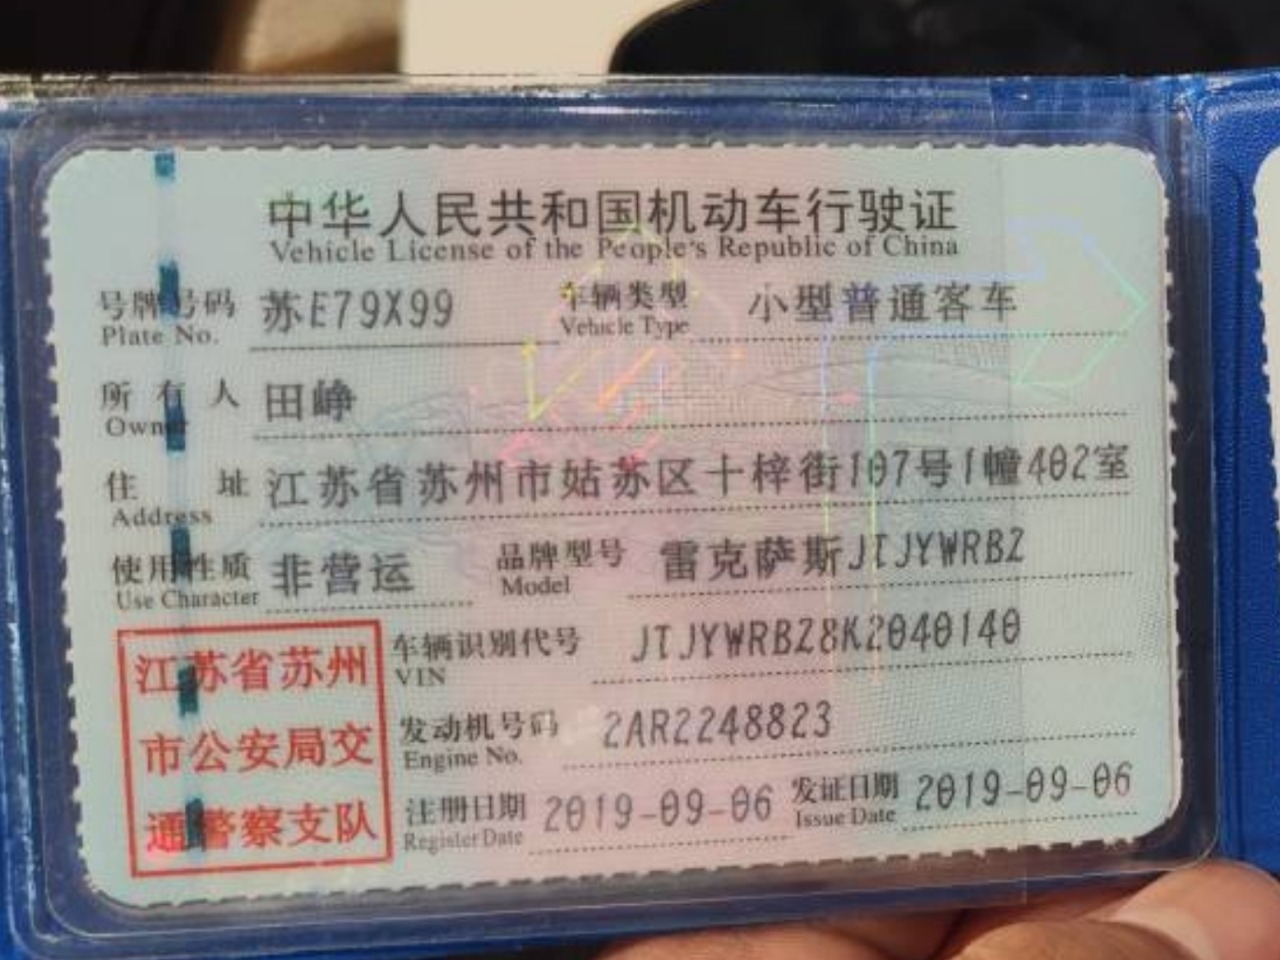 中华人民共和国机动车行驶证
Vehicle License of the People's Republic of China
号牌号码 苏E79X99 车辆类型 小型普通客车
Plate No. Vehicle Type
所有人 田峥
Owner
住址 江苏省苏州市姑苏区十梓街107号1幢402室
Address
使用性质 非营运 品牌型号 雷克萨斯JTJYWRBZ
Use Character Model
车辆识别代号 JTJYWRBZ8K2040140
VIN
发动机号码 2AR2248823
Engine No.
注册日期 2019-09-06 发证日期 2019-09-06
Register Date Issue Date
江苏省苏州
市公安局交
通警察支队